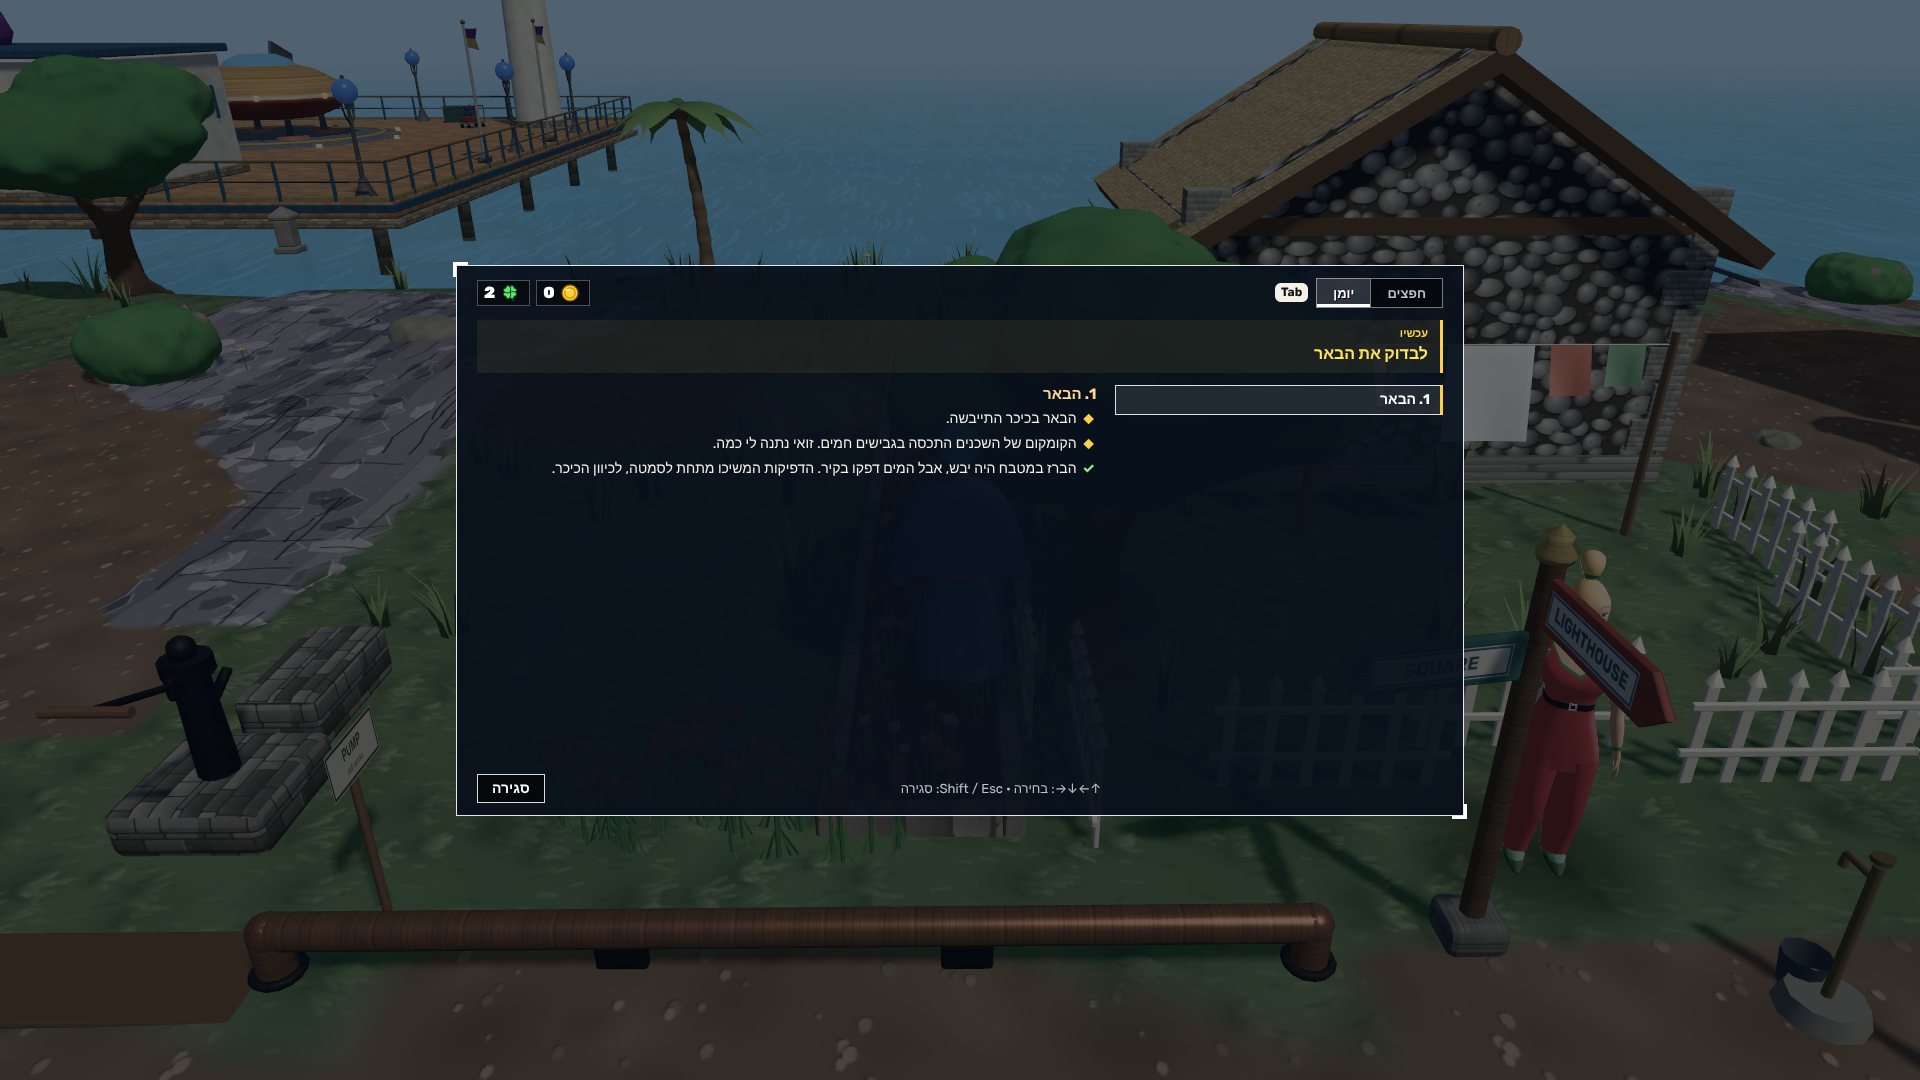 חפצים
יומן
Tab
0
2
עכשיו
לבדוק את הבאר
1. הבאר
1. הבאר
הבאר בכיכר התייבשה.
הקומקום של השכנים התכסה בגבישים חמים. זואי נתנה לי כמה.
הברז במטבח היה יבש, אבל המים דפקו בקיר. הדפיקות המשיכו מתחת לסמטה, לכיוון הכיכר.
↑←↓→: בחירה • Shift / Esc: סגירה
סגירה
PUMP
SQUARE
LIGHTHOUSE